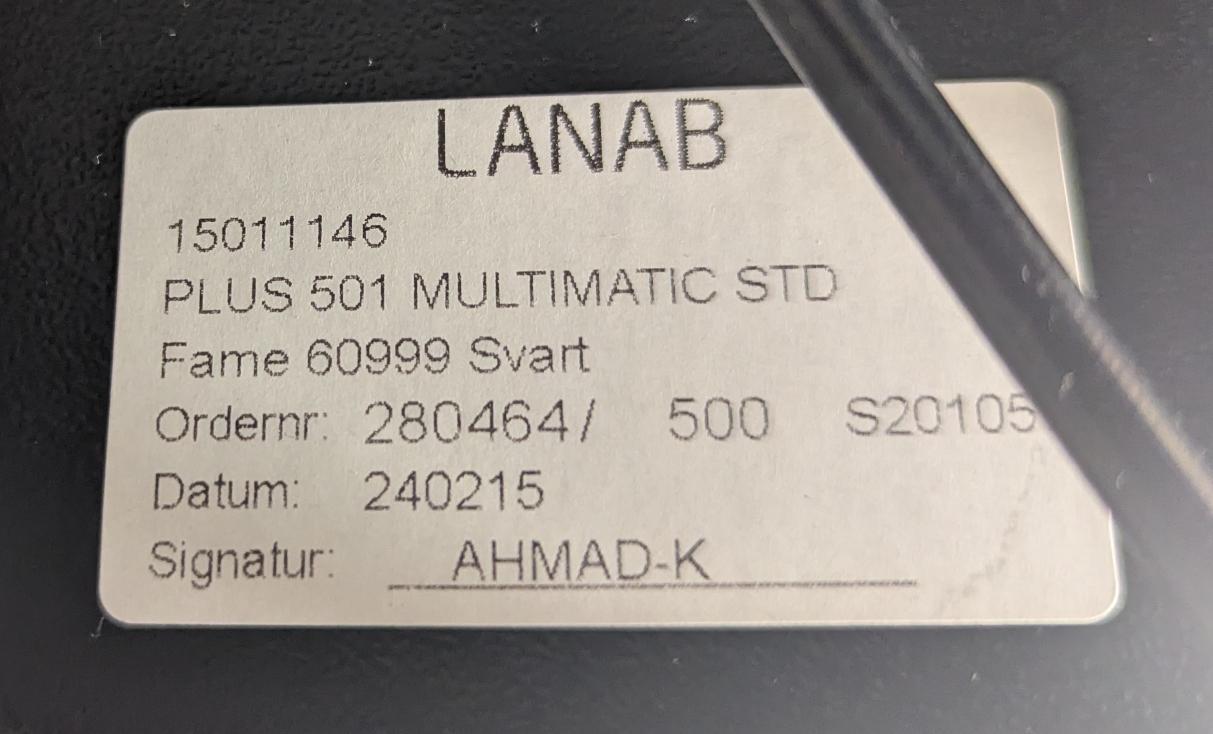 LANAB
15011146
PLUS 501 MULTIMATIC STD
Fame 60999 Svart
Ordernr: 280464/ 500 S20105
Datum: 240215
Signatur: AHMAD-K